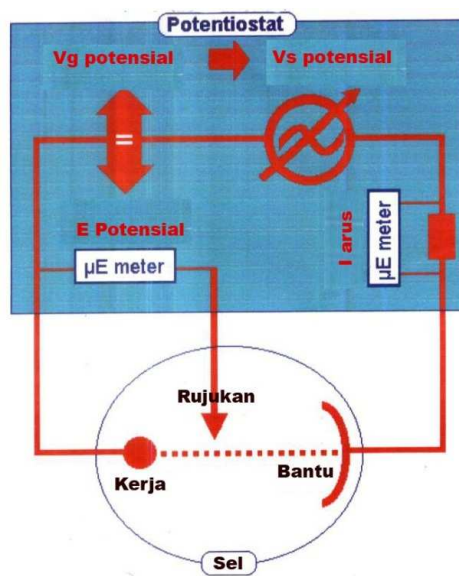 Potentiostat
Vg potensial
Vs potensial
E Potensial
µE meter
I arus
µE meter
Rujukan
Kerja
Bantu
Sel